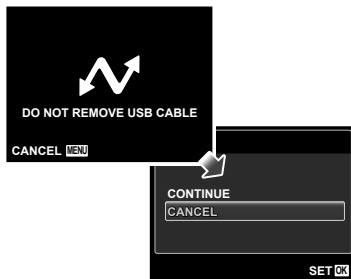 DO NOT REMOVE USB CABLE
CANCEL MENU
CONTINUE
CANCEL
SET OK